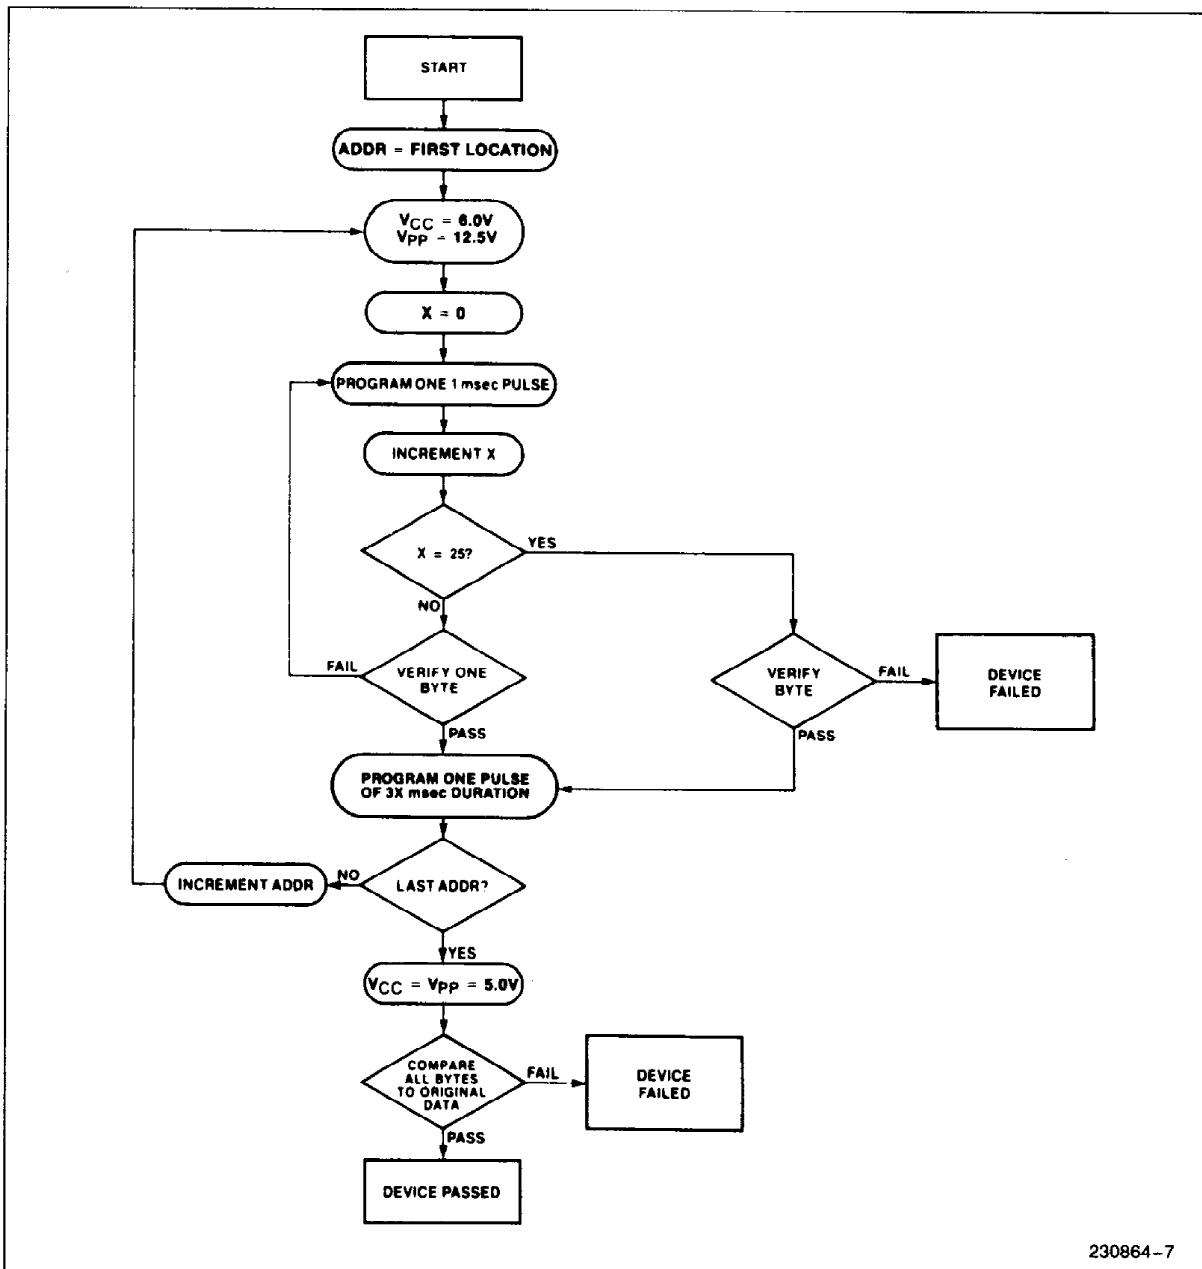 START
ADDR = FIRST LOCATION
VCC = 6.0V
VPP = 12.5V
X = 0
PROGRAM ONE 1 msec PULSE
INCREMENT X
X = 25?
YES
NO
FAIL
VERIFY ONE
BYTE
PASS
VERIFY
BYTE
FAIL
DEVICE
FAILED
PASS
PROGRAM ONE PULSE
OF 3X msec DURATION
INCREMENT ADDR
NO
LAST ADDR?
YES
VCC = VPP = 5.0V
COMPARE
ALL BYTES
TO ORIGINAL
DATA
FAIL
DEVICE
FAILED
PASS
DEVICE PASSED
230864-7